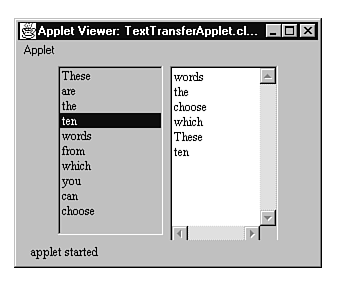 Applet Viewer: TextTransferApplet.cl...
Applet
These
are
the
ten
words
from
which
you
can
choose
words
the
choose
which
These
ten
applet started